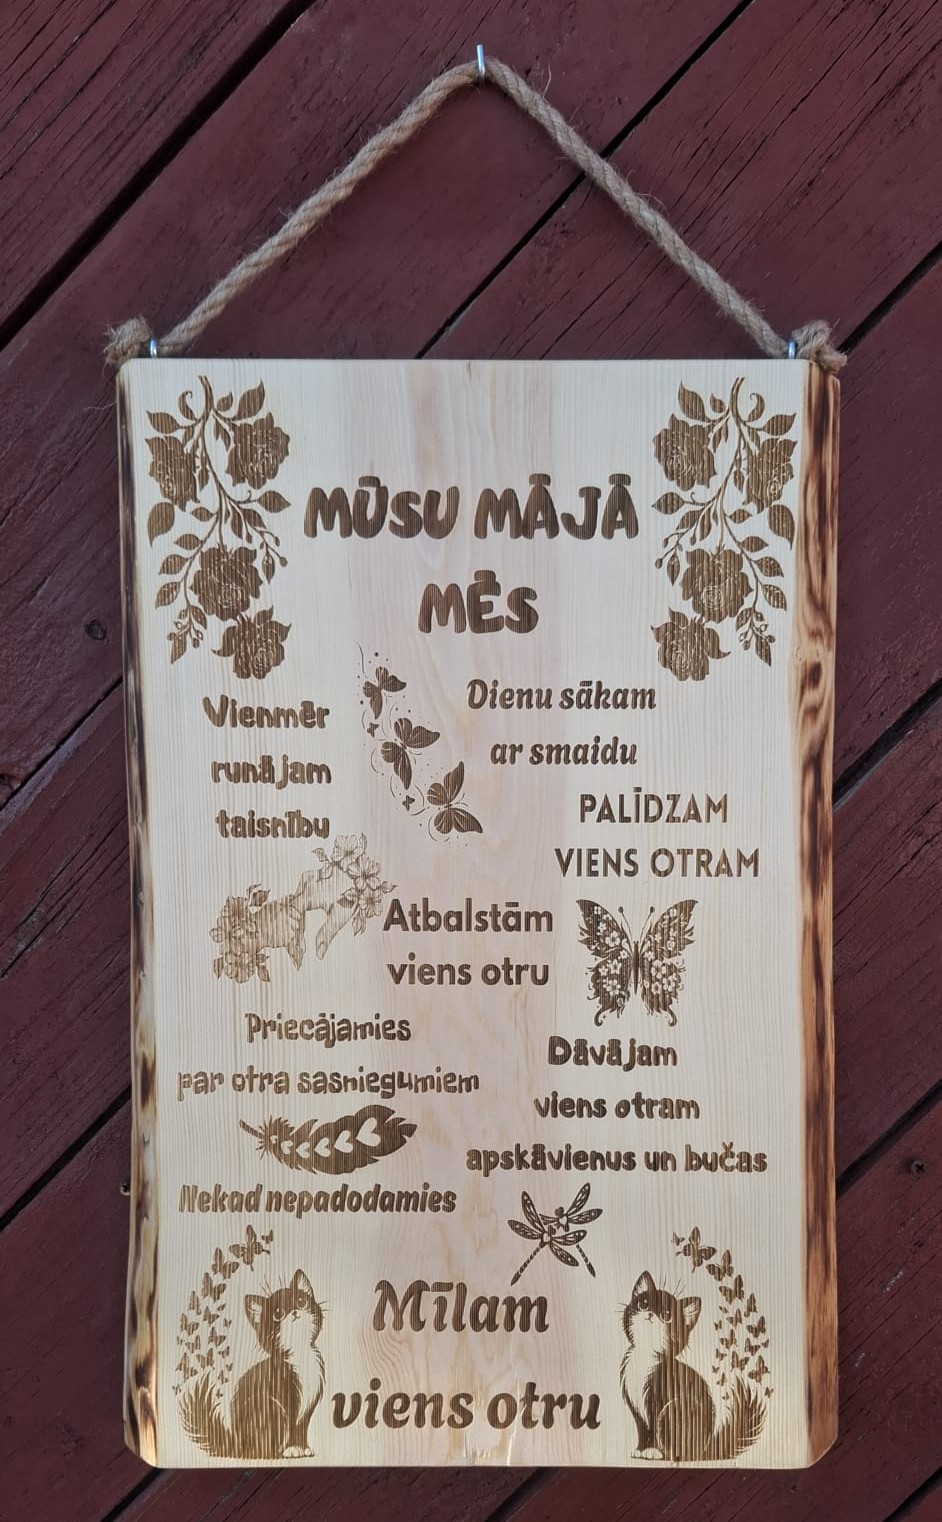 MŪSU MĀJĀ
MĒS
Vienmēr
runājam
taisnību
Dienu sākam
ar smaidu
PALĪDZAM
VIENS OTRAM
Atbalstām
viens otru
Priecājamies
par otra sasniegumiem
Dāvājam
viens otram
apskāvienus un bučas
Nekad nepadodamies
Mīlam
viens otru